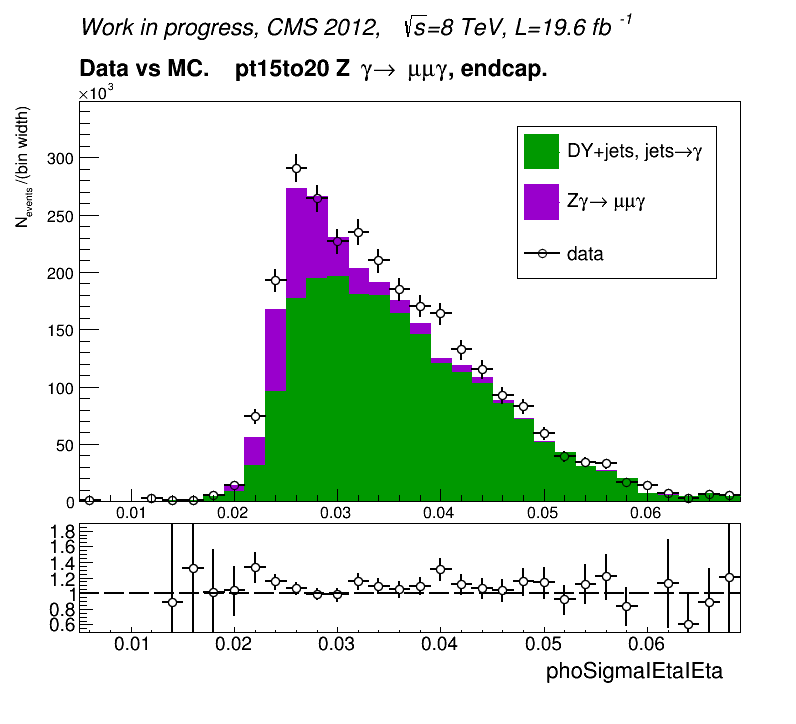 Work in progress, CMS 2012, √s=8 TeV, L=19.6 fb -1
Data vs MC. pt15to20 Z γ→ μμγ, endcap.
×10³
N events /(bin width)
300
250
200
150
100
50
0
DY+jets, jets→γ
Zγ→ μμγ
data
0.01 0.02 0.03 0.04 0.05 0.06
1.8
1.6
1.4
1.2
1
0.8
0.6
0.01 0.02 0.03 0.04 0.05 0.06
phoSigmaIEtaIEta